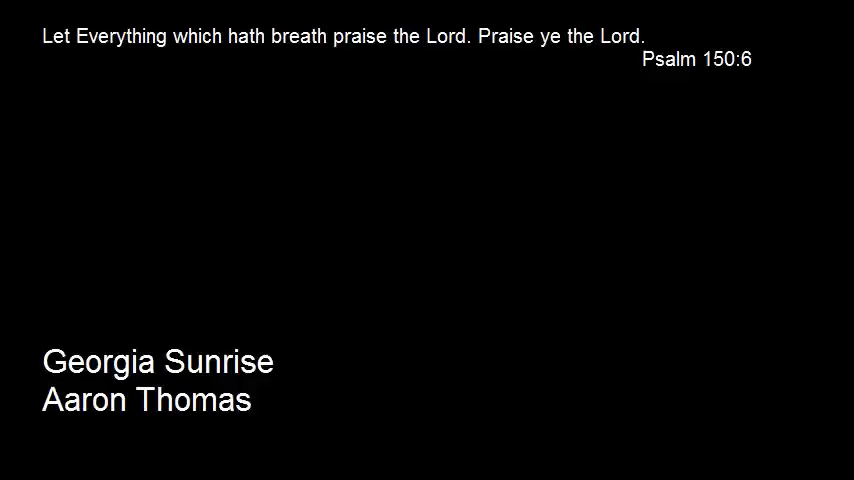 Let Everything which hath breath praise the Lord. Praise ye the Lord.
Psalm 150:6
Georgia Sunrise
Aaron Thomas